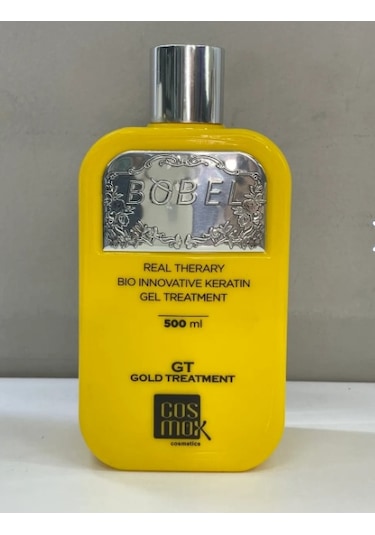 BOBEL
REAL THERARY
BIO INNOVATIVE KERATIN
GEL TREATMENT
500 ml
GT
GOLD TREATMENT
COS
MOX
cosmetics